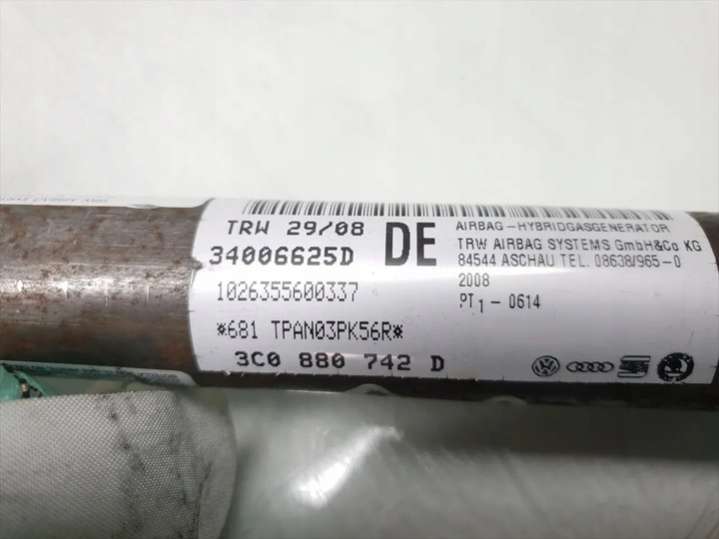 TRW 29/08
34006625D
DE
1026355600337
*681 TPAN03PK56R*
3C0 880 742 D
AIRBAG-HYBRIDGASGENERATOR
TRW AIRBAG SYSTEMS GmbH&Co KG
84544 ASCHAU TEL. 08638/965-0
2008
PT1-0614